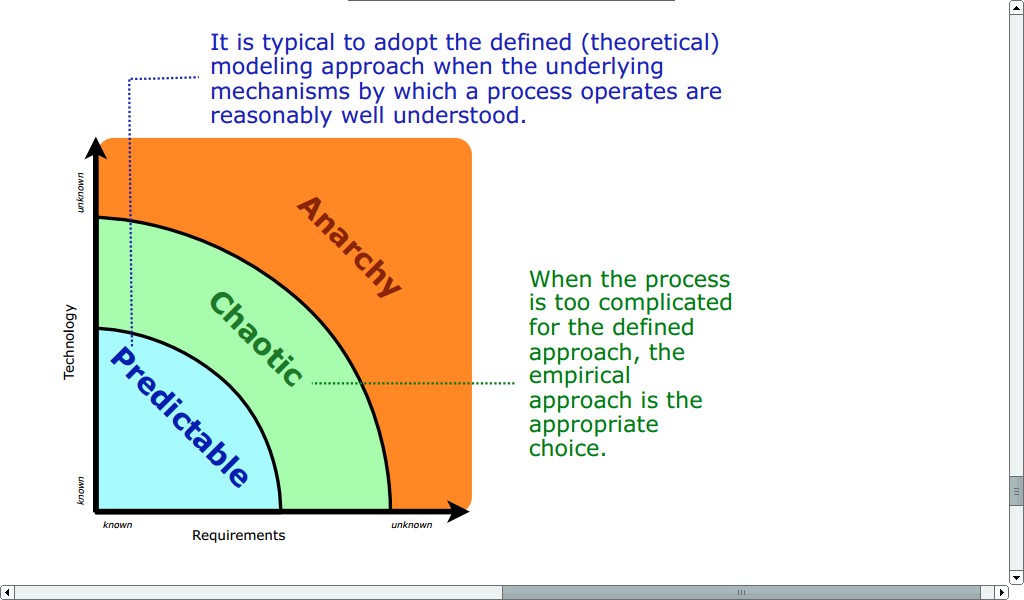 It is typical to adopt the defined (theoretical)
modeling approach when the underlying
mechanisms by which a process operates are
reasonably well understood.
unknown
Anarchy
Chaotic
Predictable
Technology
known
known
unknown
Requirements
When the process
is too complicated
for the defined
approach, the
empirical
approach is the
appropriate
choice.